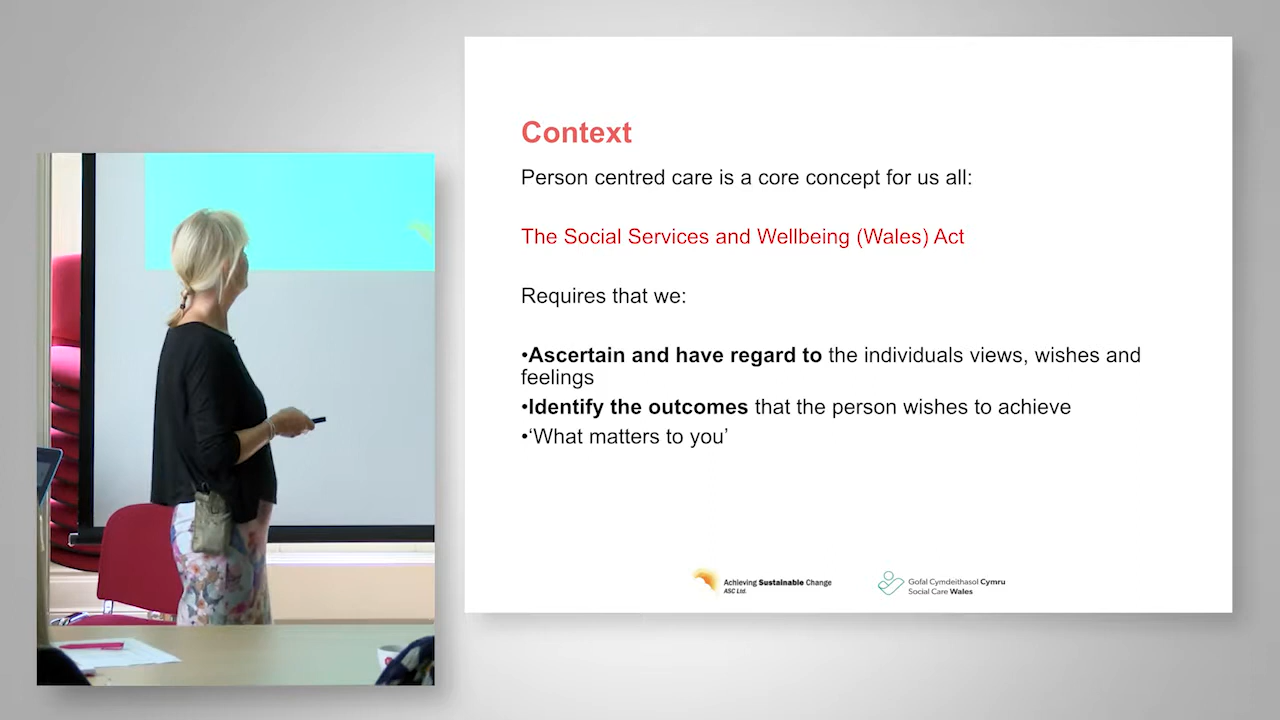 Context
Person centred care is a core concept for us all:
The Social Services and Wellbeing (Wales) Act
Requires that we:
•Ascertain and have regard to the individuals views, wishes and
feelings
•Identify the outcomes that the person wishes to achieve
•‘What matters to you’
Achieving Sustainable Change
ASC Ltd.
Gofal Cymdeithasol Cymru
Social Care Wales